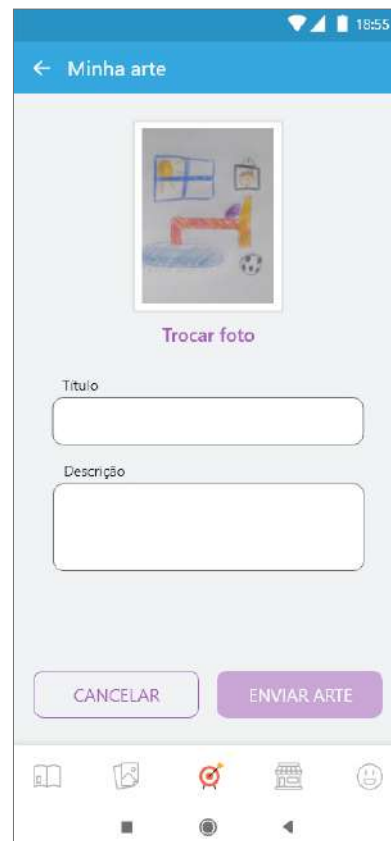 18:55
Minha arte
Trocar foto
Título
Descrição
CANCELAR
ENVIAR ARTE